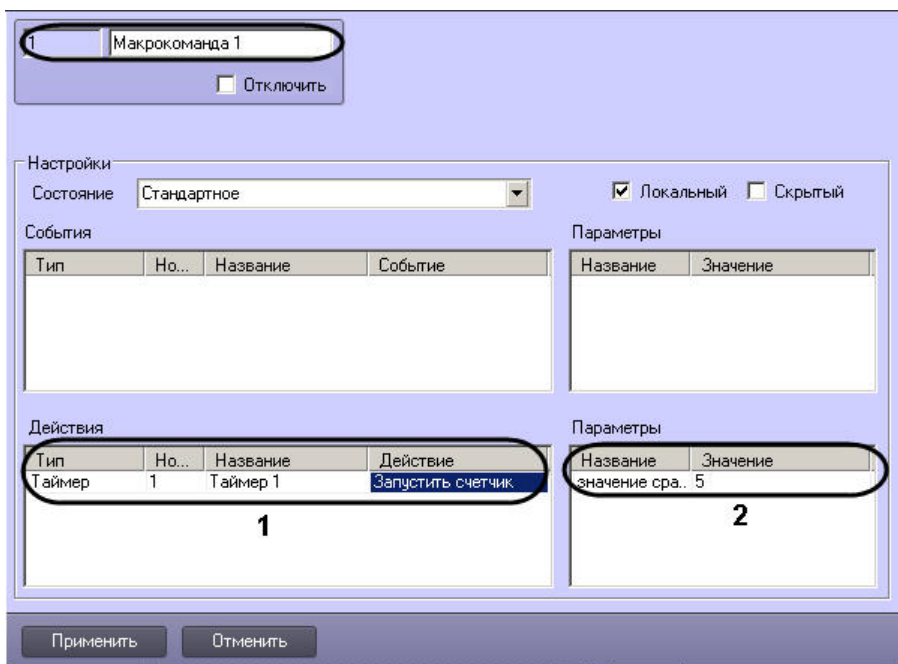 1 Макрокоманда 1
Отключить
Настройки
Состояние Стандартное Локальный Скрытый
События Параметры
Тип Но... Название Событие Название Значение
Действия Параметры
Тип Но... Название Действие Название Значение
Таймер 1 Таймер 1 Запустить счетчик значение сра.. 5
1 2
Применить Отменить